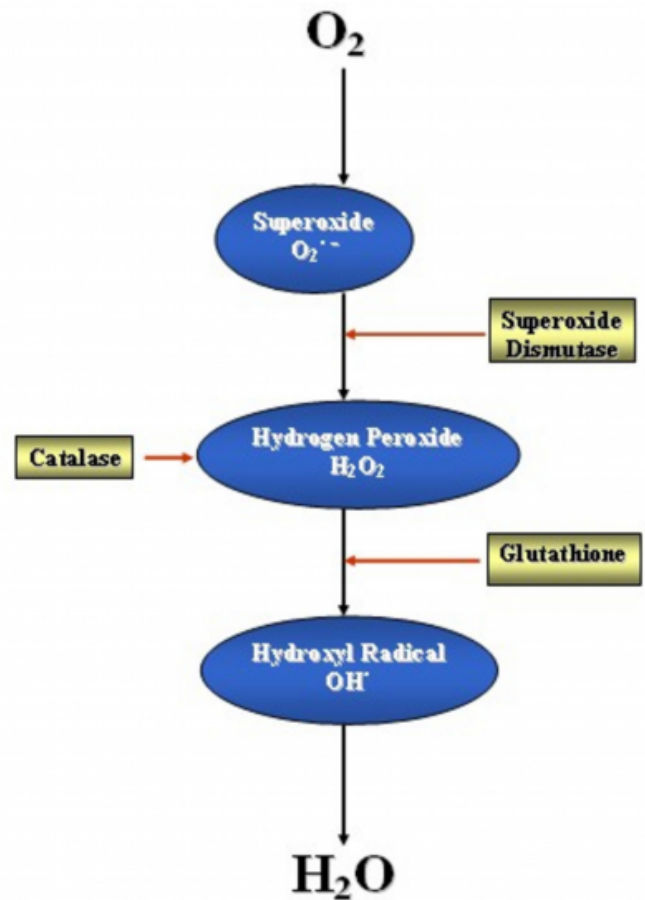 O₂
Superoxide
O₂˙⁻
Superoxide
Dismutase
Hydrogen Peroxide
H₂O₂
Catalase
Glutathione
Hydroxyl Radical
OH˙
H₂O